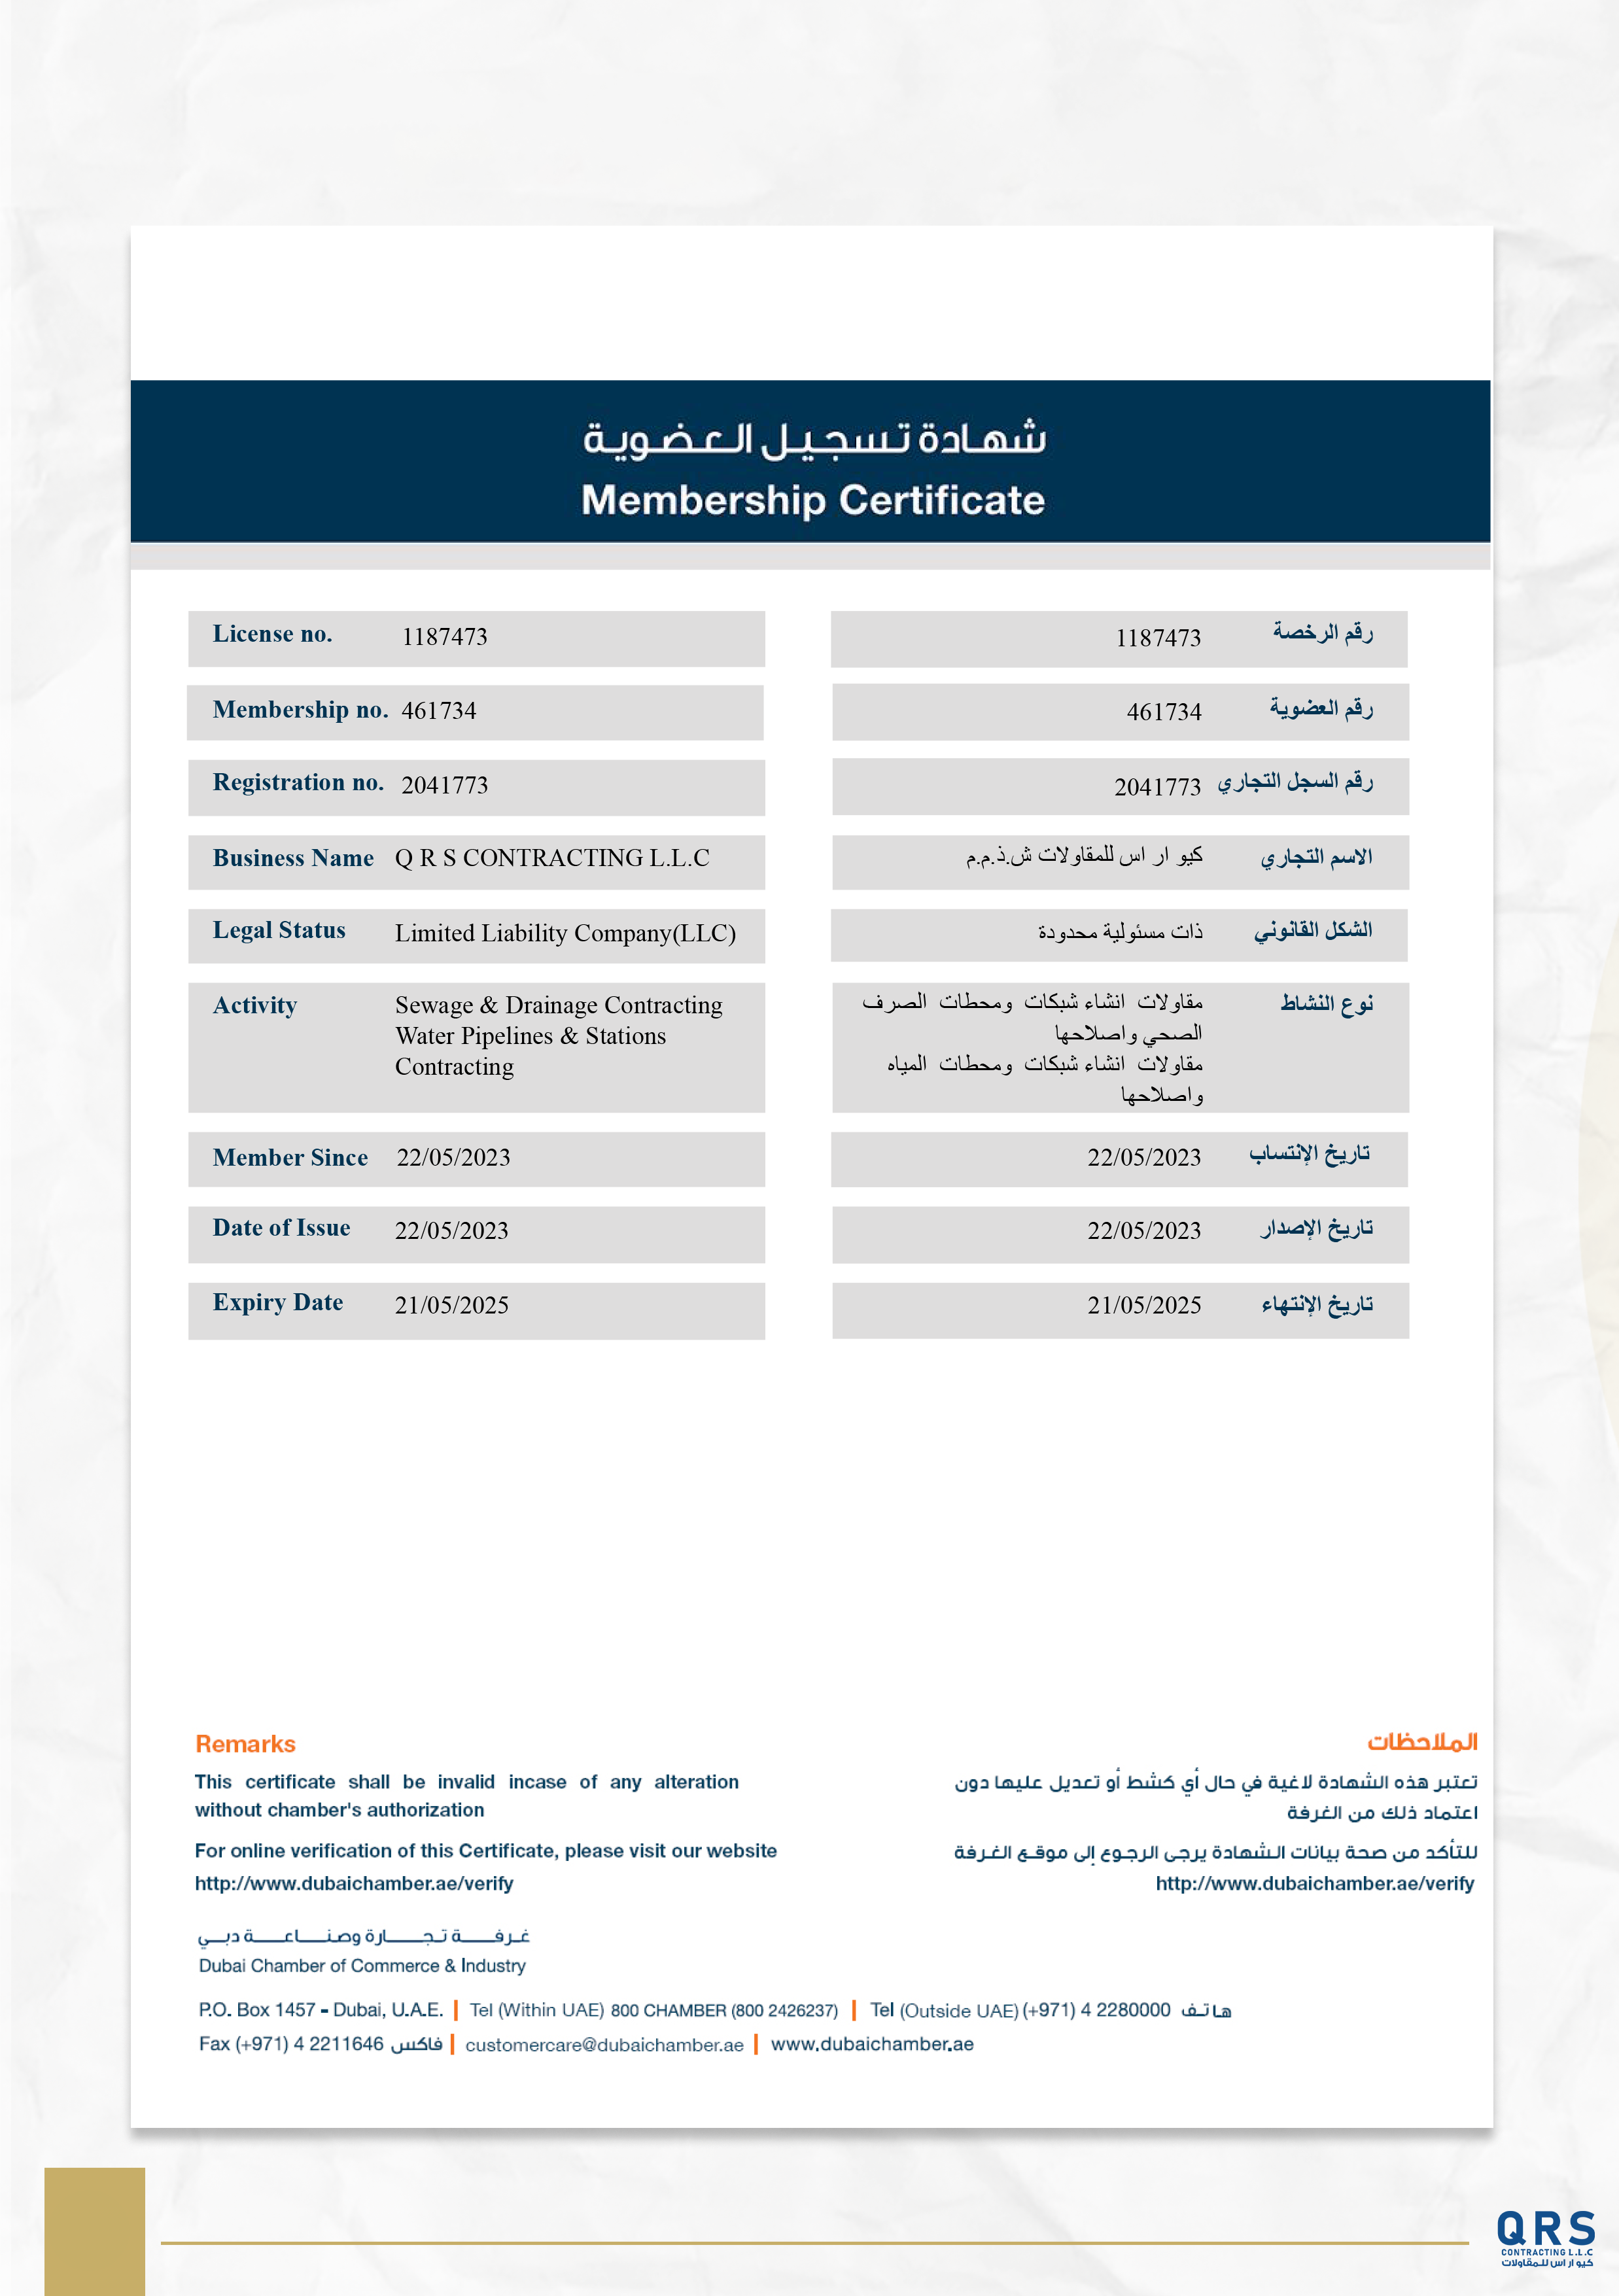 شهادة تسجيل العضوية
Membership Certificate
License no. 1187473
رقم الرخصة 1187473
Membership no. 461734
رقم العضوية 461734
Registration no. 2041773
رقم السجل التجاري 2041773
Business Name Q R S CONTRACTING L.L.C
الاسم التجاري كيو ار اس للمقاولات ش.ذ.م.م
Legal Status Limited Liability Company(LLC)
الشكل القانوني ذات مسئولية محدودة
Activity Sewage & Drainage Contracting
Water Pipelines & Stations
Contracting
نوع النشاط مقاولات انشاء شبكات ومحطات الصرف
الصحي واصلاحها
مقاولات انشاء شبكات ومحطات المياه
واصلاحها
Member Since 22/05/2023
تاريخ الإنتساب 22/05/2023
Date of Issue 22/05/2023
تاريخ الإصدار 22/05/2023
Expiry Date 21/05/2025
تاريخ الإنتهاء 21/05/2025
Remarks
This certificate shall be invalid incase of any alteration
without chamber's authorization
For online verification of this Certificate, please visit our website
http://www.dubaichamber.ae/verify
الملاحظات
تعتبر هذه الشهادة لاغية في حال أي كشط أو تعديل عليها دون
اعتماد ذلك من الغرفة
للتأكد من صحة بيانات الشهادة يرجى الرجوع إلى موقع الغرفة
http://www.dubaichamber.ae/verify
غرفة تجارة وصناعة دبي
Dubai Chamber of Commerce & Industry
P.O. Box 1457 - Dubai, U.A.E. | Tel (Within UAE) 800 CHAMBER (800 2426237) | Tel (Outside UAE) (+971) 4 2280000 هاتف
Fax (+971) 4 2211646 فاكس | customercare@dubaichamber.ae | www.dubaichamber.ae
QRS
CONTRACTING L.L.C
كيو ار اس للمقاولات